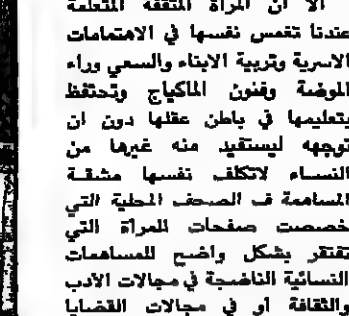 الا ان المرأة المثقفة المتعلمة
عندنا تغمس نفسها في الاهتمامات
الاسرية وتربية الابناء والسعي وراء
الموضة وفنون الماكياج وتحتفظ
بتعليمها في باطن عقلها دون ان
توجهه ليستفيد منه غيرها من
النساء لاتكلف نفسها مشقة
المساهمة ف الصحف المحلية التي
خصصت صفحات للمرأة التي
تفتقر بشكل واضح للمساهمات
النسائية الناضجة في مجالات الادب
والثقافة او في مجالات القضايا